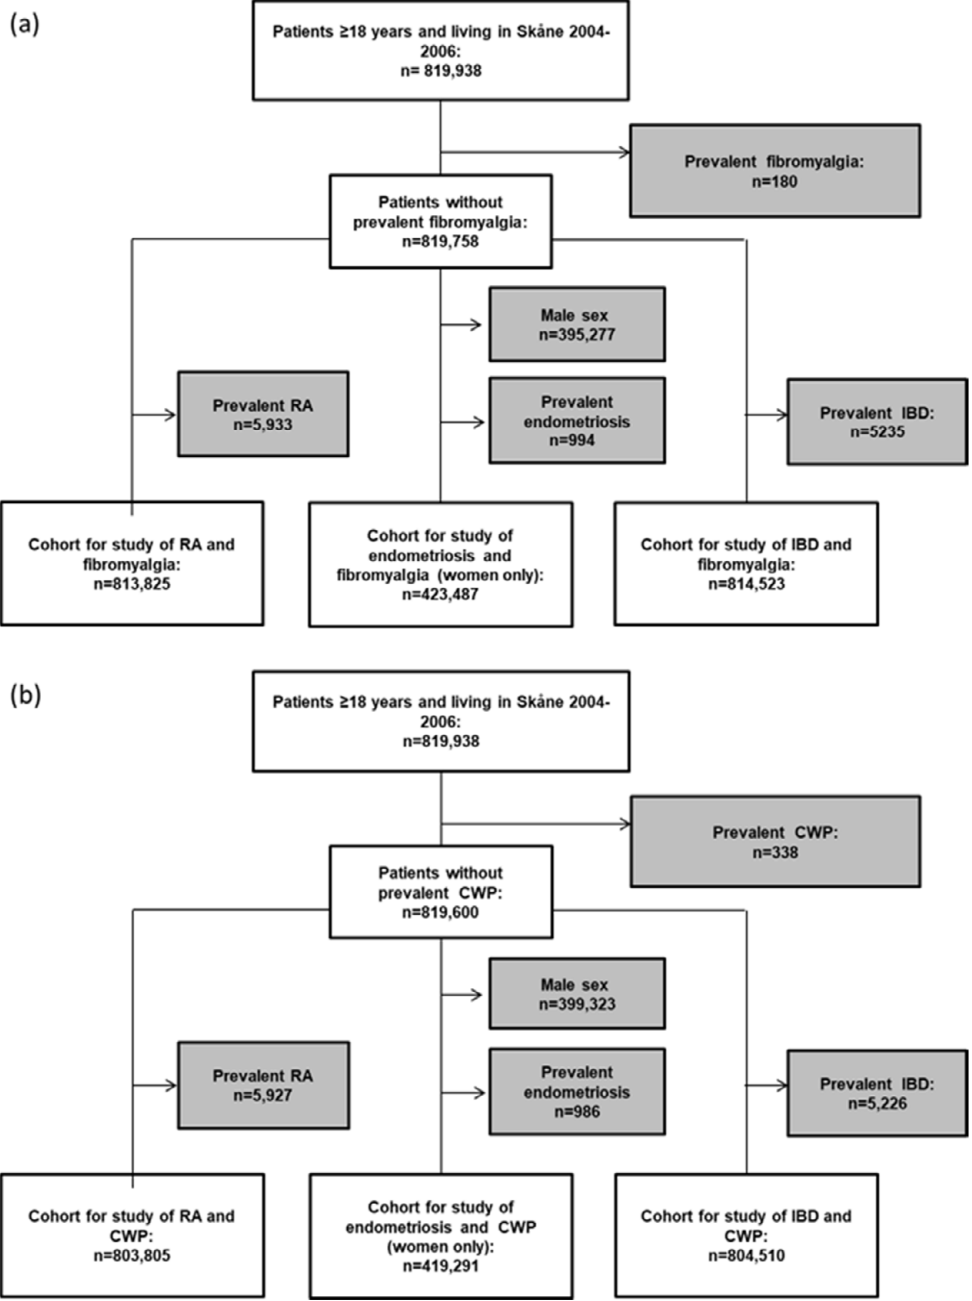 (a)
Patients ≥18 years and living in Skåne 2004-
2006:
n= 819,938
Prevalent fibromyalgia:
n=180
Patients without
prevalent fibromyalgia:
n=819,758
Male sex
n=395,277
Prevalent RA
n=5,933
Prevalent
endometriosis
n=994
Prevalent IBD:
n=5235
Cohort for study of RA and
fibromyalgia:
n=813,825
Cohort for study of
endometriosis and
fibromyalgia (women only):
n=423,487
Cohort for study of IBD and
fibromyalgia:
n=814,523
(b)
Patients ≥18 years and living in Skåne 2004-
2006:
n=819,938
Prevalent CWP:
n=338
Patients without
prevalent CWP:
n=819,600
Male sex
n=399,323
Prevalent RA
n=5,927
Prevalent
endometriosis
n=986
Prevalent IBD:
n=5,226
Cohort for study of RA and
CWP:
n=803,805
Cohort for study of
endometriosis and CWP
(women only):
n=419,291
Cohort for study of IBD and
CWP:
n=804,510